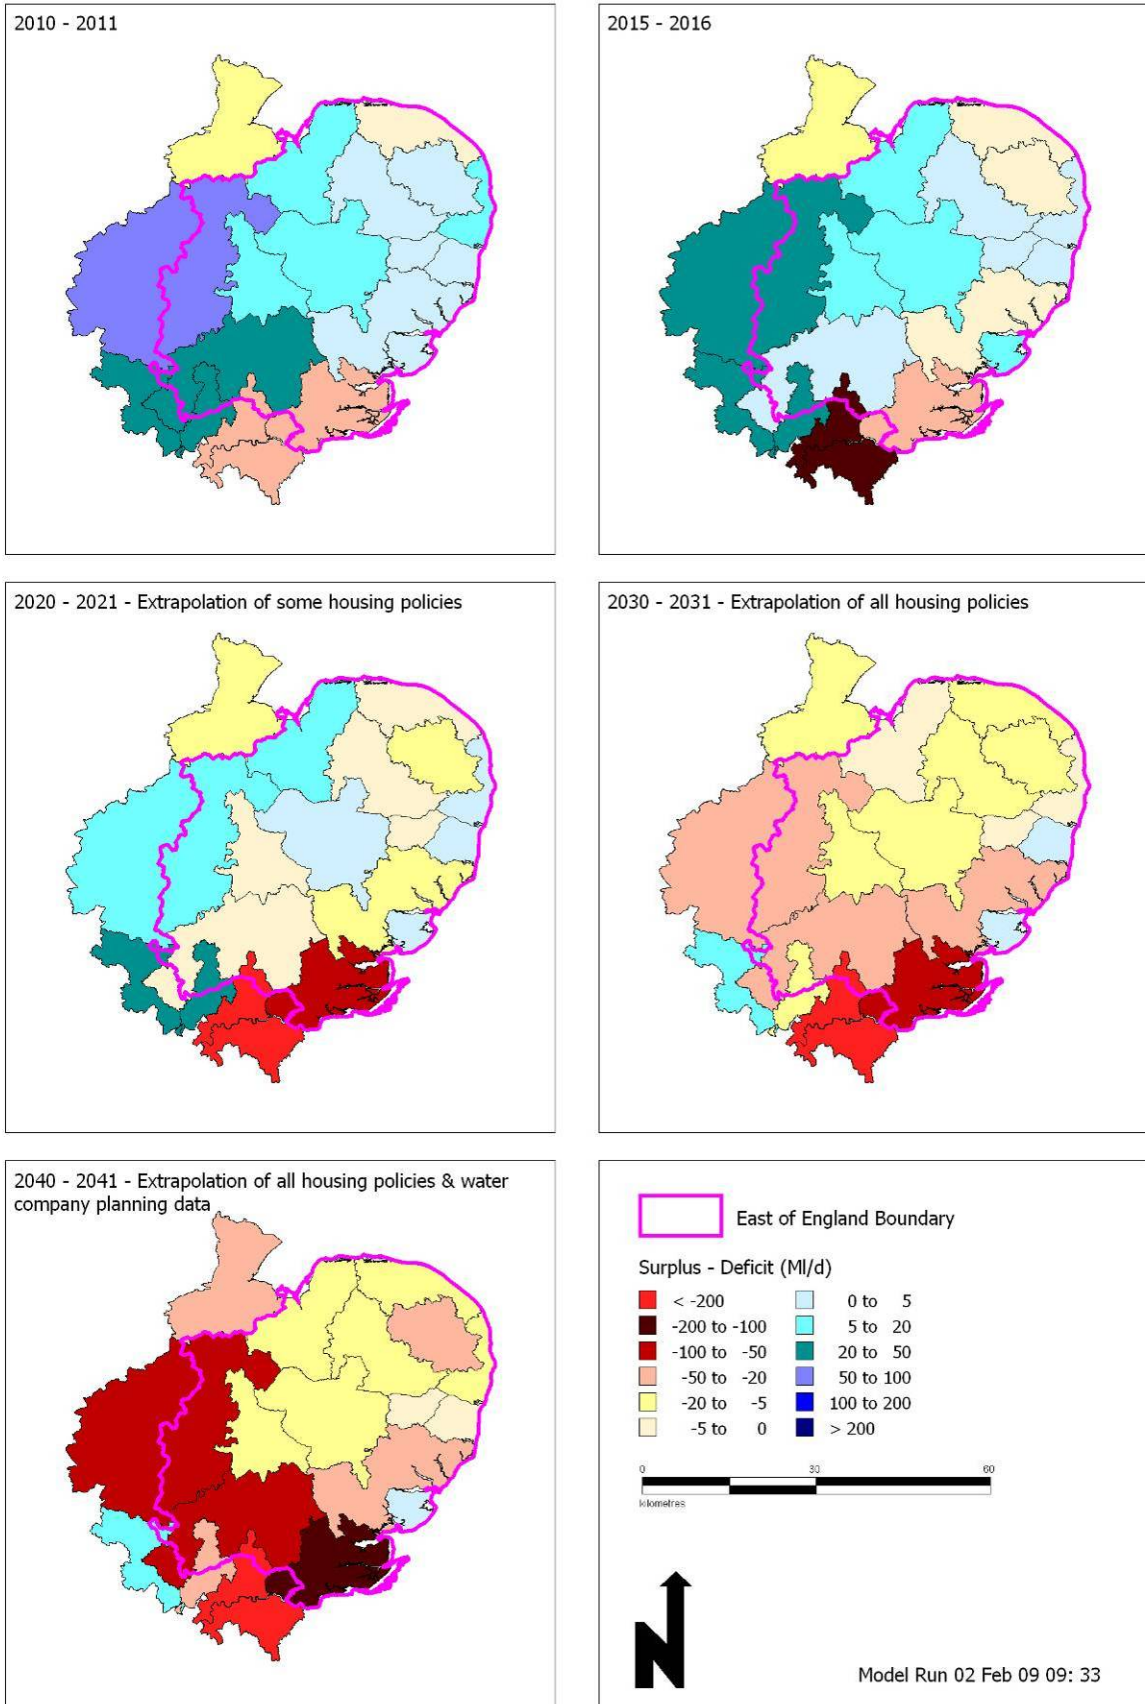 2010 - 2011
2015 - 2016
2020 - 2021 - Extrapolation of some housing policies
2030 - 2031 - Extrapolation of all housing policies
2040 - 2041 - Extrapolation of all housing policies & water
company planning data
East of England Boundary
Surplus - Deficit (Ml/d)
< -200
-200 to -100
-100 to -50
-50 to -20
-20 to -5
-5 to 0
0 to 5
5 to 20
20 to 50
50 to 100
100 to 200
> 200
0 30 60
kilometres
N
Model Run 02 Feb 09 09: 33